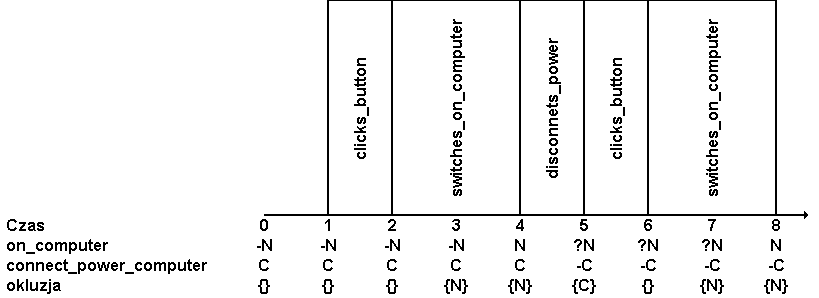 clicks_button
switches_on_computer
disconnets_power
clicks_button
switches_on_computer
Czas 0 1 2 3 4 5 6 7 8
on_computer -N -N -N -N N ?N ?N ?N N
connect_power_computer C C C C C -C -C -C -C
okluzja {} {} {} {N} {N} {C} {} {N} {N}